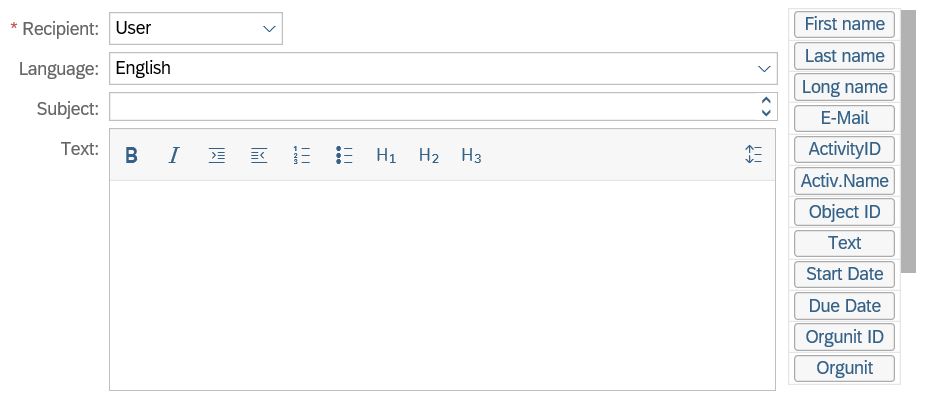 * Recipient: User
Language: English
Subject:
Text:
B I H1 H2 H3
First name
Last name
Long name
E-Mail
ActivityID
Activ.Name
Object ID
Text
Start Date
Due Date
Orgunit ID
Orgunit